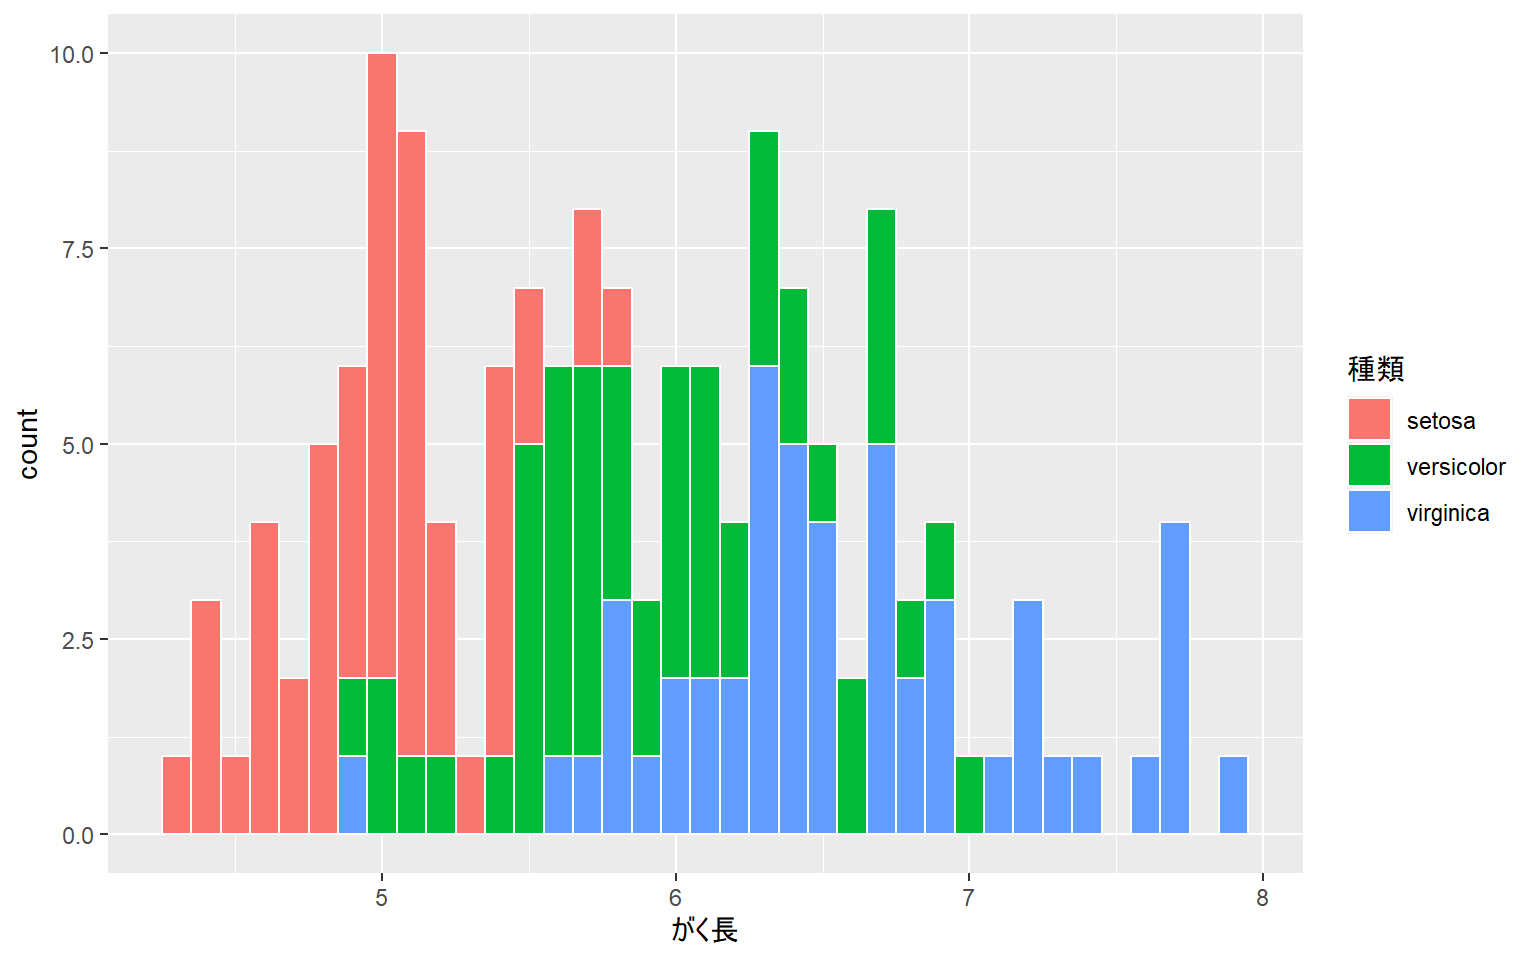 10.0
7.5
5.0
2.5
0.0
count
5 6 7 8
がく長
種類
setosa
versicolor
virginica